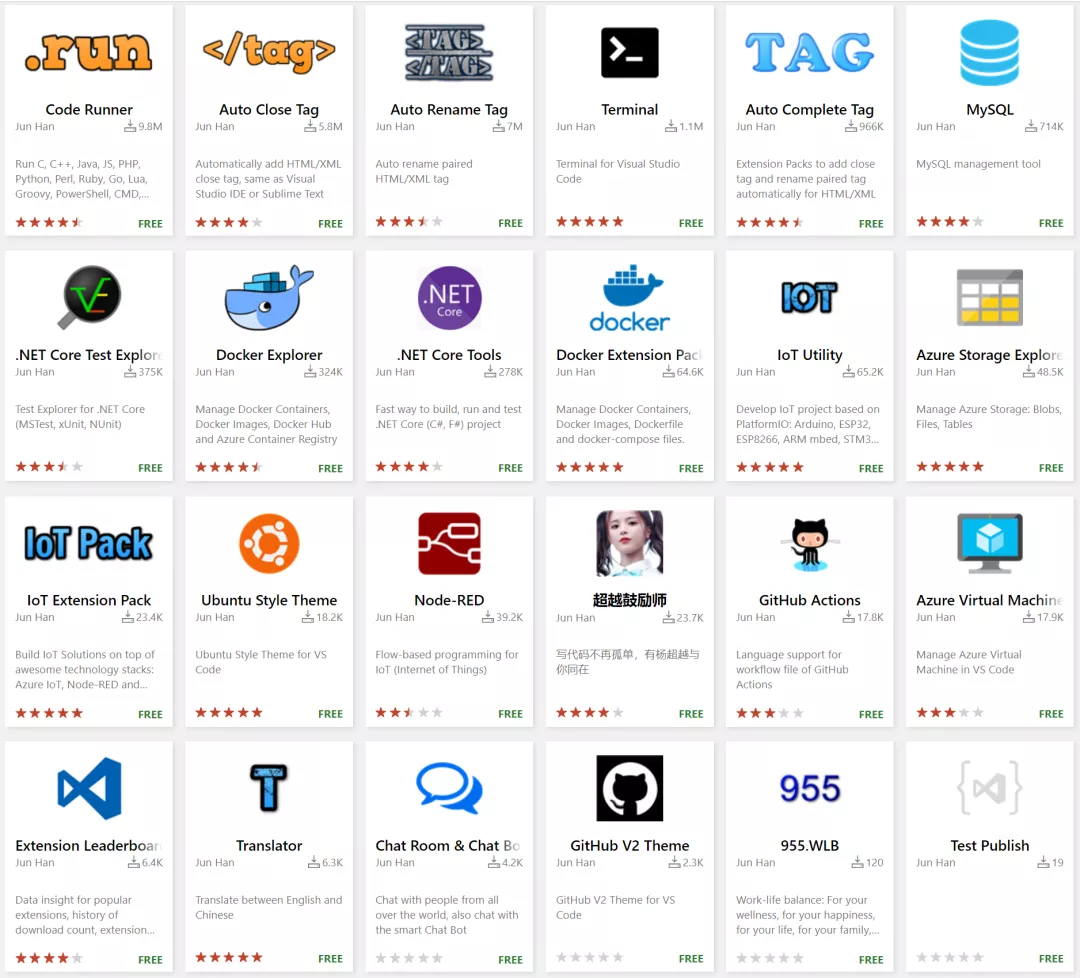 .run
Code Runner
Jun Han 9.8M
Run C, C++, Java, JS, PHP,
Python, Perl, Ruby, Go, Lua,
Groovy, PowerShell, CMD,...
FREE
</tag>
Auto Close Tag
Jun Han 5.8M
Automatically add HTML/XML
close tag, same as Visual
Studio IDE or Sublime Text
FREE
<TAG>
</TAG>
Auto Rename Tag
Jun Han 7M
Auto rename paired
HTML/XML tag
FREE
Terminal
Jun Han 1.1M
Terminal for Visual Studio
Code
FREE
TAG
Auto Complete Tag
Jun Han 966K
Extension Packs to add close
tag and rename paired tag
automatically for HTML/XML
FREE
MySQL
Jun Han 714K
MySQL management tool
FREE
.NET Core Test Explore
Jun Han 375K
Test Explorer for .NET Core
(MSTest, xUnit, NUnit)
FREE
Docker Explorer
Jun Han 324K
Manage Docker Containers,
Docker Images, Docker Hub
and Azure Container Registry
FREE
.NET
Core
.NET Core Tools
Jun Han 278K
Fast way to build, run and test
.NET Core (C#, F#) project
FREE
docker
Docker Extension Pac
Jun Han 64.6K
Manage Docker Containers,
Docker Images, Dockerfile
and docker-compose files.
FREE
IOT
IoT Utility
Jun Han 65.2K
Develop IoT project based on
PlatformIO: Arduino, ESP32,
ESP8266, ARM mbed, STM3...
FREE
Azure Storage Explore
Jun Han 48.5K
Manage Azure Storage: Blobs,
Files, Tables
FREE
IoT Pack
IoT Extension Pack
Jun Han 23.4K
Build IoT Solutions on top of
awesome technology stacks:
Azure IoT, Node-RED and...
FREE
Ubuntu Style Theme
Jun Han 18.2K
Ubuntu Style Theme for VS
Code
FREE
Node-RED
Jun Han 39.2K
Flow-based programming for
IoT (Internet of Things)
FREE
超越鼓励师
Jun Han 23.7K
写代码不再孤单，有杨超越与
你同在
FREE
GitHub Actions
Jun Han 17.8K
Language support for
workflow file of GitHub
Actions
FREE
Azure Virtual Machine
Jun Han 17.9K
Manage Azure Virtual
Machine in VS Code
FREE
Extension Leaderboar
Jun Han 6.4K
Data insight for popular
extensions, history of
download count, extension...
FREE
T
Translator
Jun Han 6.3K
Translate between English and
Chinese
FREE
Chat Room & Chat Bo
Jun Han 4.2K
Chat with people from all
over the world, also chat with
the smart Chat Bot
FREE
GitHub V2 Theme
Jun Han 2.3K
GitHub V2 Theme for VS
Code
FREE
955
955.WLB
Jun Han 120
Work-life balance: For your
wellness, for your happiness,
for your life, for your family,...
FREE
Test Publish
Jun Han 19
FREE